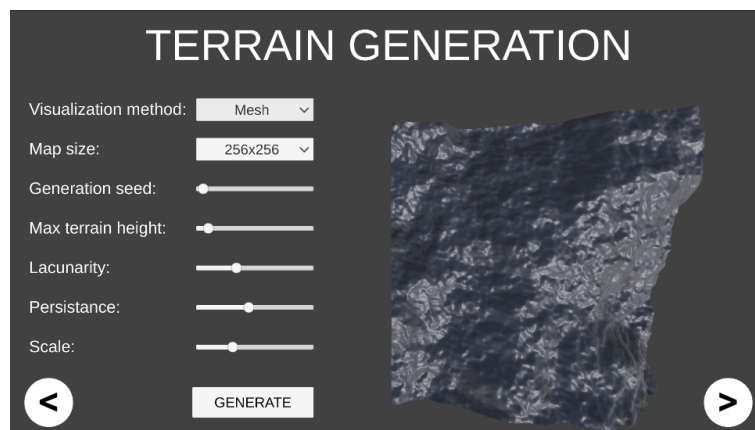 TERRAIN GENERATION
Visualization method: Mesh
Map size: 256x256
Generation seed:
Max terrain height:
Lacunarity:
Persistance:
Scale:
< GENERATE >